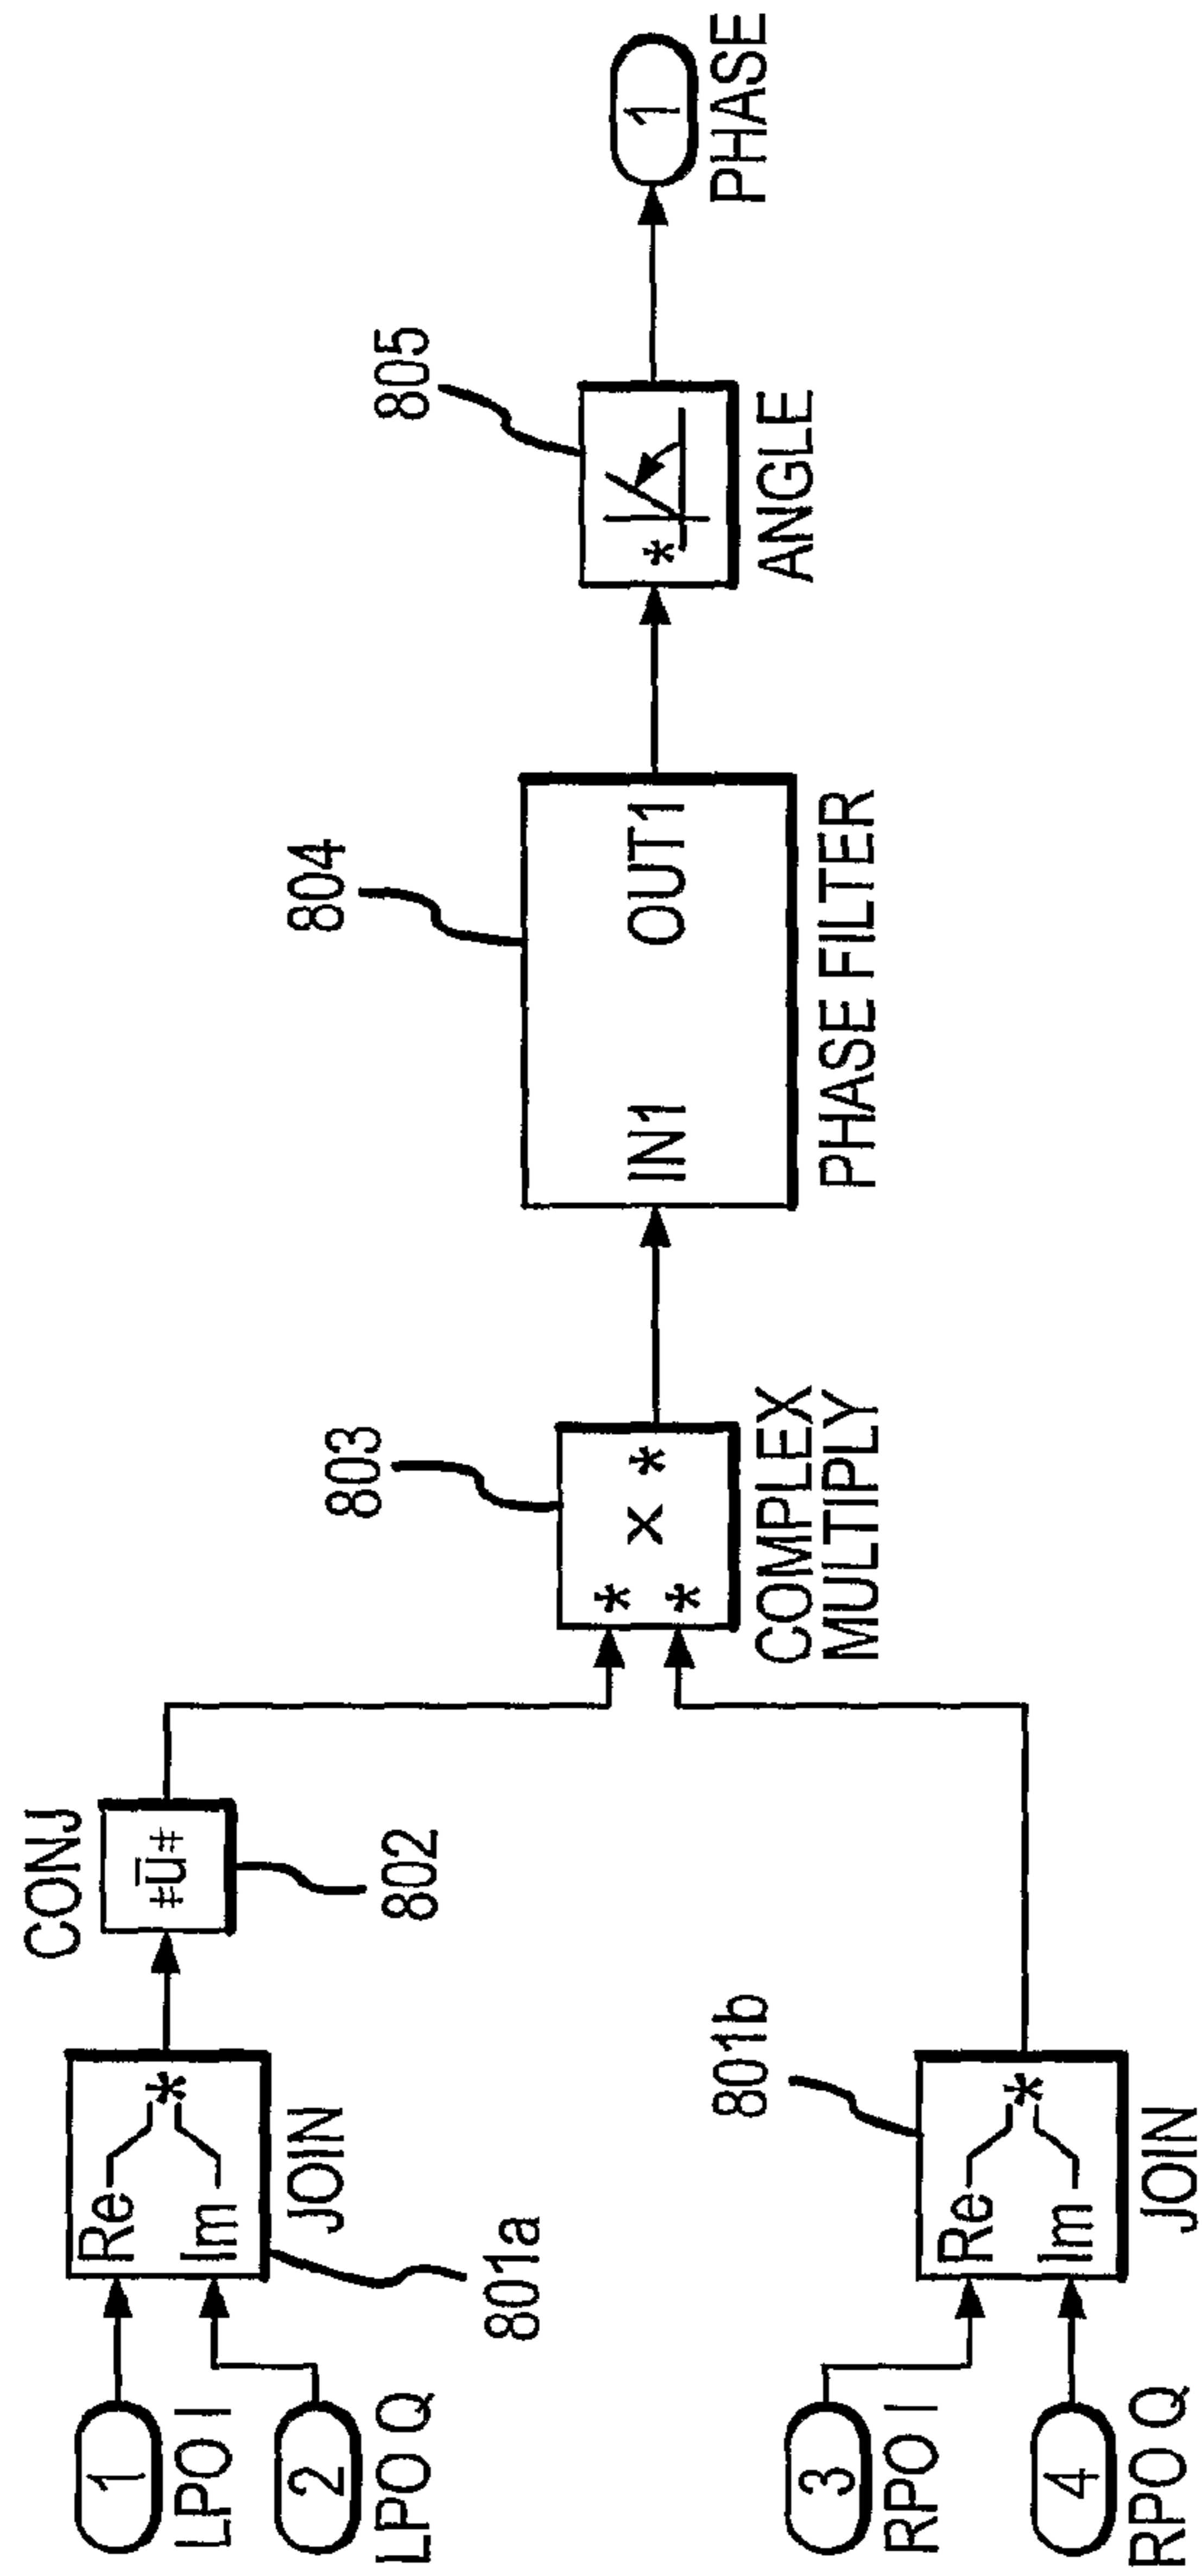 1
LPO I
2
LPO Q
Re
Im
*
JOIN
801a
CONJ
#ū#
802
3
RPO I
4
RPO Q
Re
Im
*
JOIN
801b
803
*
*
x
*
COMPLEX
MULTIPLY
804
IN1
OUT1
PHASE FILTER
805
*
ANGLE
1
PHASE